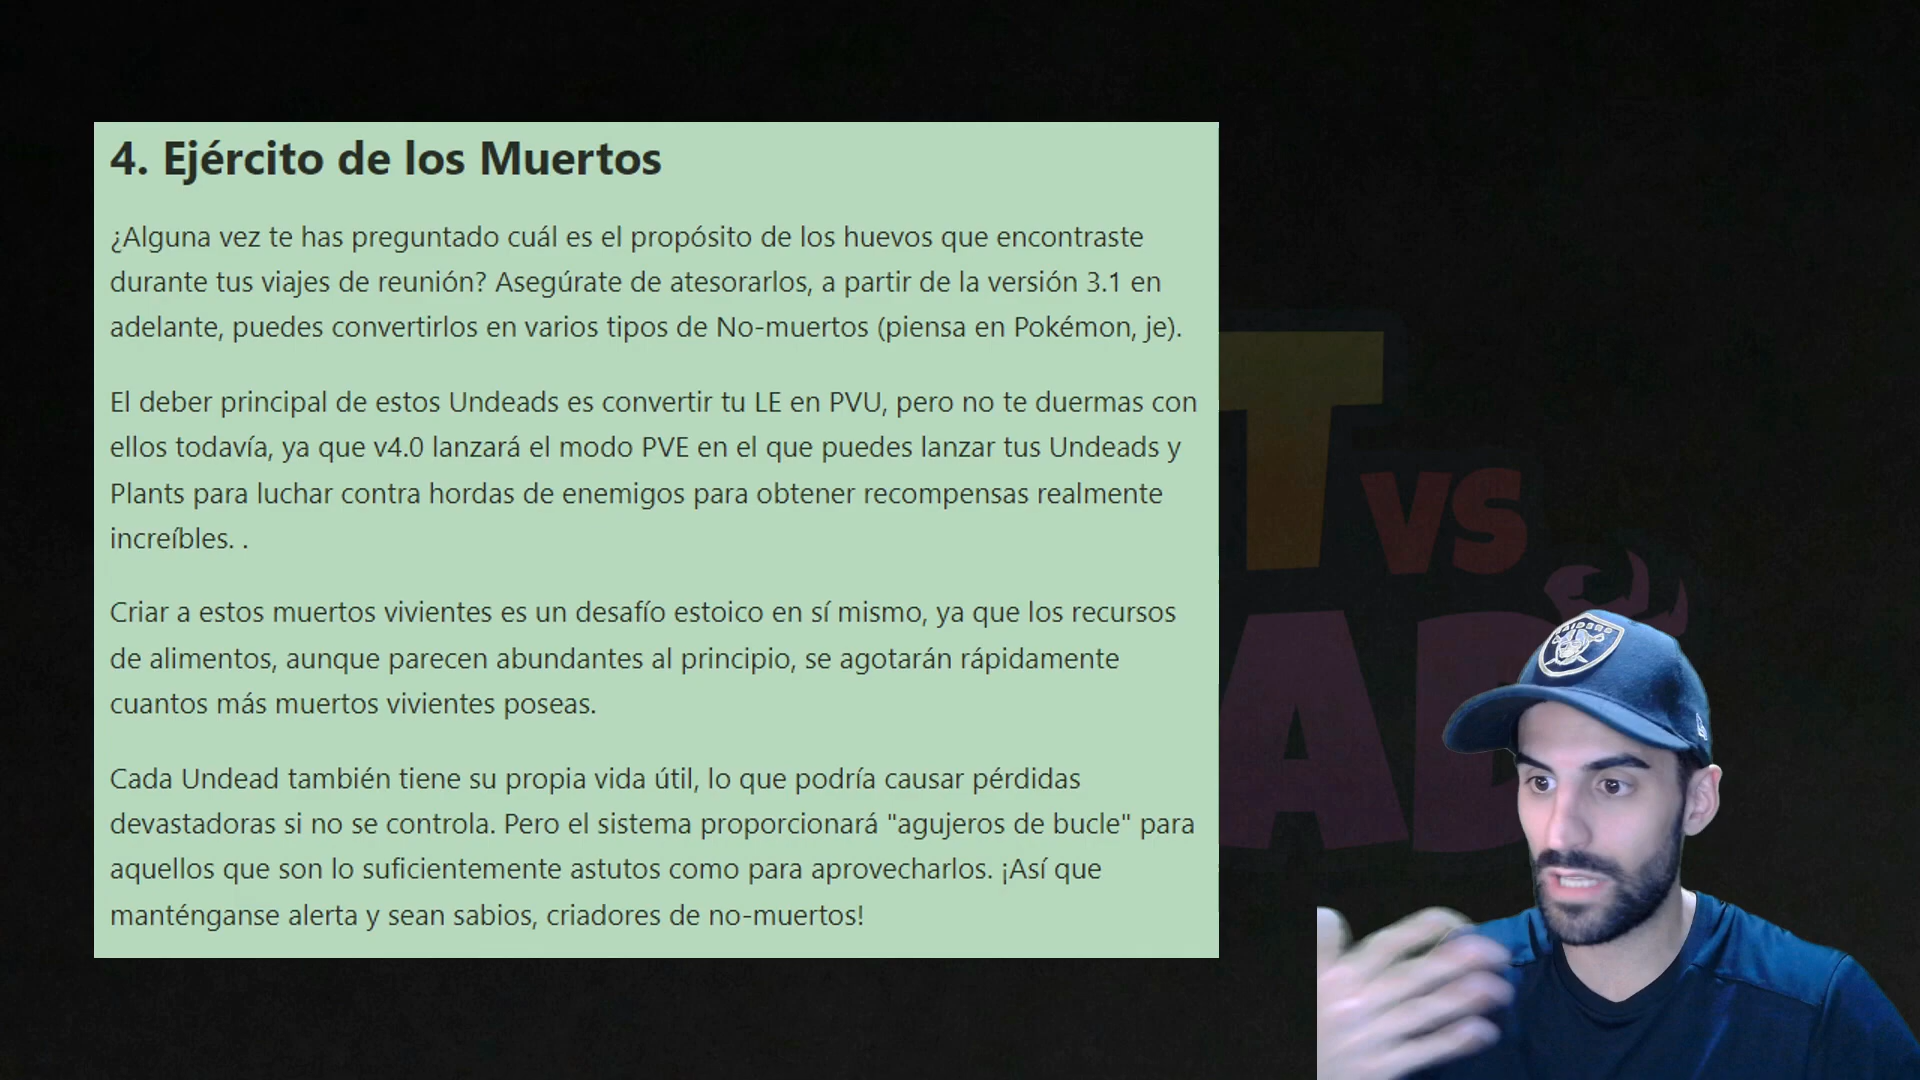 4. Ejército de los Muertos
¿Alguna vez te has preguntado cuál es el propósito de los huevos que encontraste
durante tus viajes de reunión? Asegúrate de atesorarlos, a partir de la versión 3.1 en
adelante, puedes convertirlos en varios tipos de No-muertos (piensa en Pokémon, je).
El deber principal de estos Undeads es convertir tu LE en PVU, pero no te duermas con
ellos todavía, ya que v4.0 lanzará el modo PVE en el que puedes lanzar tus Undeads y
Plants para luchar contra hordas de enemigos para obtener recompensas realmente
increíbles. .
Criar a estos muertos vivientes es un desafío estoico en sí mismo, ya que los recursos
de alimentos, aunque parecen abundantes al principio, se agotarán rápidamente
cuantos más muertos vivientes poseas.
Cada Undead también tiene su propia vida útil, lo que podría causar pérdidas
devastadoras si no se controla. Pero el sistema proporcionará "agujeros de bucle" para
aquellos que son lo suficientemente astutos como para aprovecharlos. ¡Así que
manténganse alerta y sean sabios, criadores de no-muertos!
T
VS
AD
RAIDERS